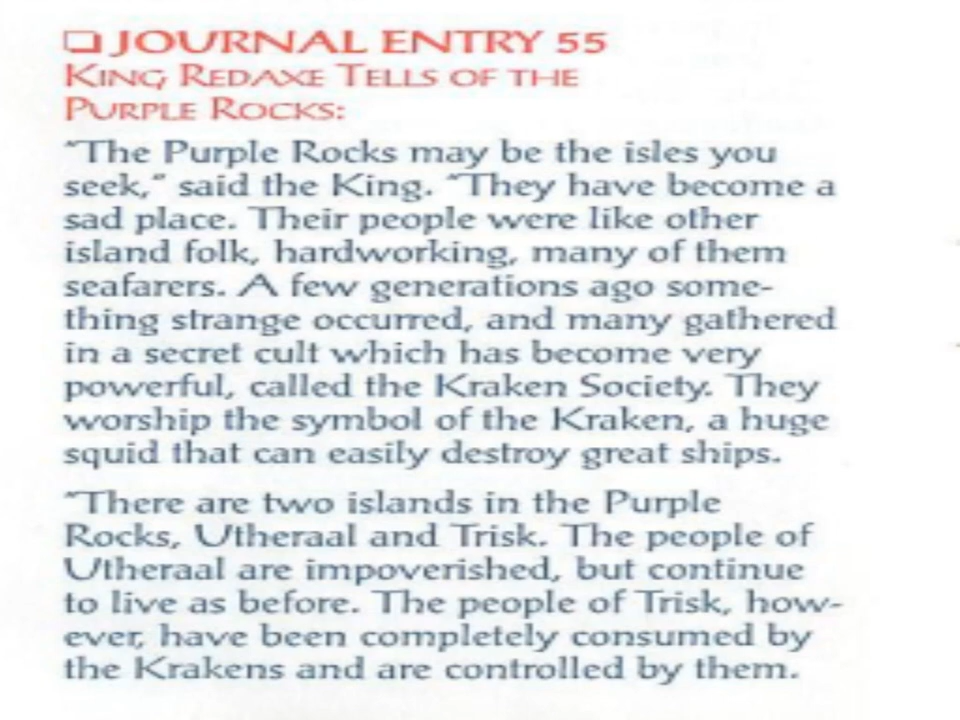 ❏ JOURNAL ENTRY 55
KING REDAXE TELLS OF THE
PURPLE ROCKS:
"The Purple Rocks may be the isles you
seek," said the King. "They have become a
sad place. Their people were like other
island folk, hardworking, many of them
seafarers. A few generations ago some-
thing strange occurred, and many gathered
in a secret cult which has become very
powerful, called the Kraken Society. They
worship the symbol of the Kraken, a huge
squid that can easily destroy great ships.
"There are two islands in the Purple
Rocks, Utheraal and Trisk. The people of
Utheraal are impoverished, but continue
to live as before. The people of Trisk, how-
ever, have been completely consumed by
the Krakens and are controlled by them.